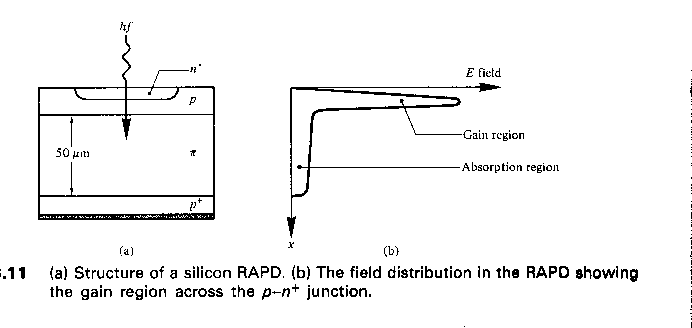 hf
n+
p
50 μm
π
p+
(a)
E field
Gain region
Absorption region
x
(b)
.11 (a) Structure of a silicon RAPD. (b) The field distribution in the RAPD showing
the gain region across the p–n+ junction.